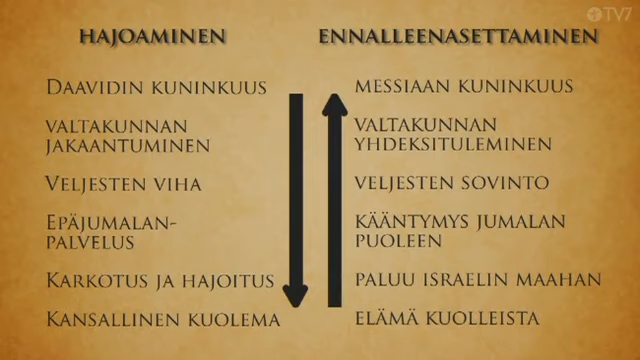 TV7
HAJOAMINEN
DAAVIDIN KUNINKUUS
VALTAKUNNAN
JAKAANTUMINEN
VELJESTEN VIHA
EPÄJUMALAN-
PALVELUS
KARKOTUS JA HAJOITUS
KANSALLINEN KUOLEMA
ENNALLEENASETTAMINEN
MESSIAAN KUNINKUUS
VALTAKUNNAN
YHDEKSITULEMINEN
VELJESTEN SOVINTO
KÄÄNTYMYS JUMALAN
PUOLEEN
PALUU ISRAELIN MAAHAN
ELÄMÄ KUOLLEISTA